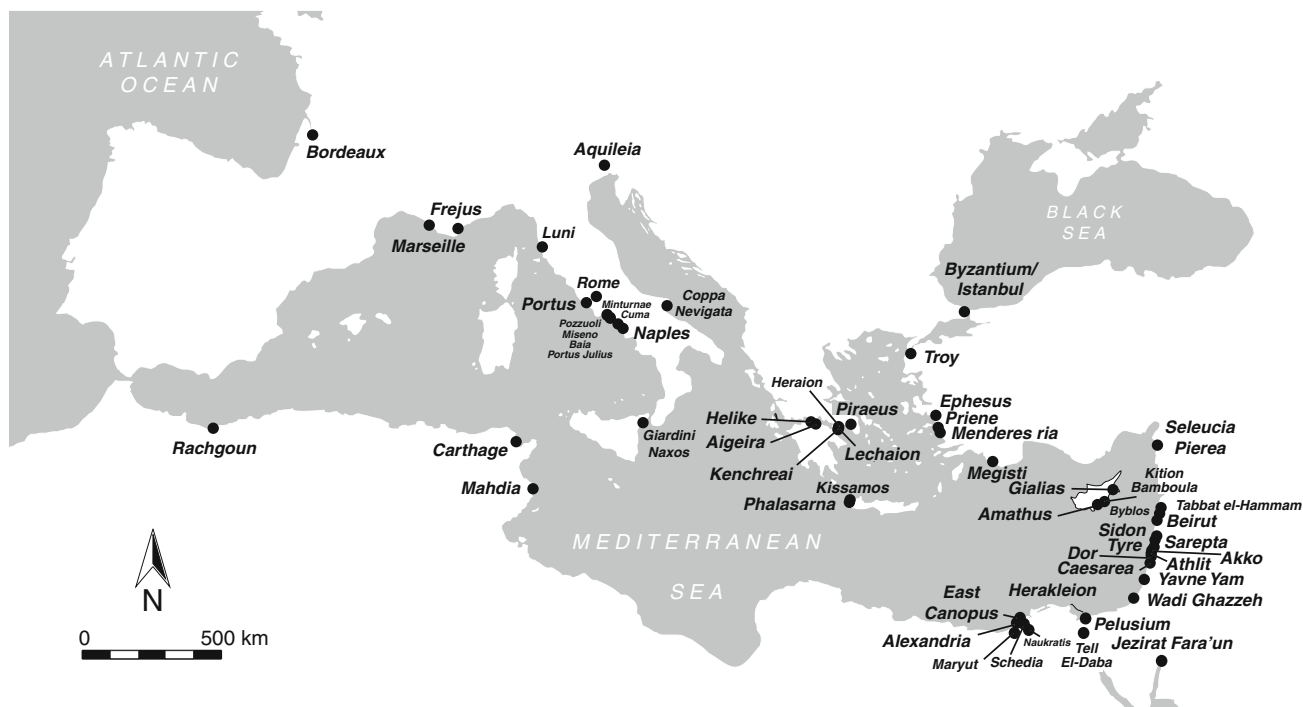 ATLANTIC
OCEAN
Bordeaux
Aquileia
Frejus
Marseille
Luni
BLACK
SEA
Byzantium/
Istanbul
Rome
Portus
Minturnae
Cuma
Pozzuoli
Miseno
Baia
Portus Julius
Naples
Coppa
Nevigata
Troy
Heraion
Helike
Piraeus
Aigeira
Lechaion
Kenchreai
Ephesus
Priene
Menderes ria
Rachgoun
Carthage
Giardini
Naxos
Mahdia
Kissamos
Phalasarna
Megisti
Seleucia
Pierea
Gialias
Kition
Bamboula
Amathus
Byblos
Tabbat el-Hammam
Beirut
Sidon
Sarepta
Tyre
Akko
Dor
Athlit
Caesarea
Yavne Yam
Wadi Ghazzeh
MEDITERRANEAN
SEA
Herakleion
East
Canopus
Alexandria
Maryut
Schedia
Naukratis
Pelusium
Tell
El-Daba
Jezirat Fara'un
N
0 500 km